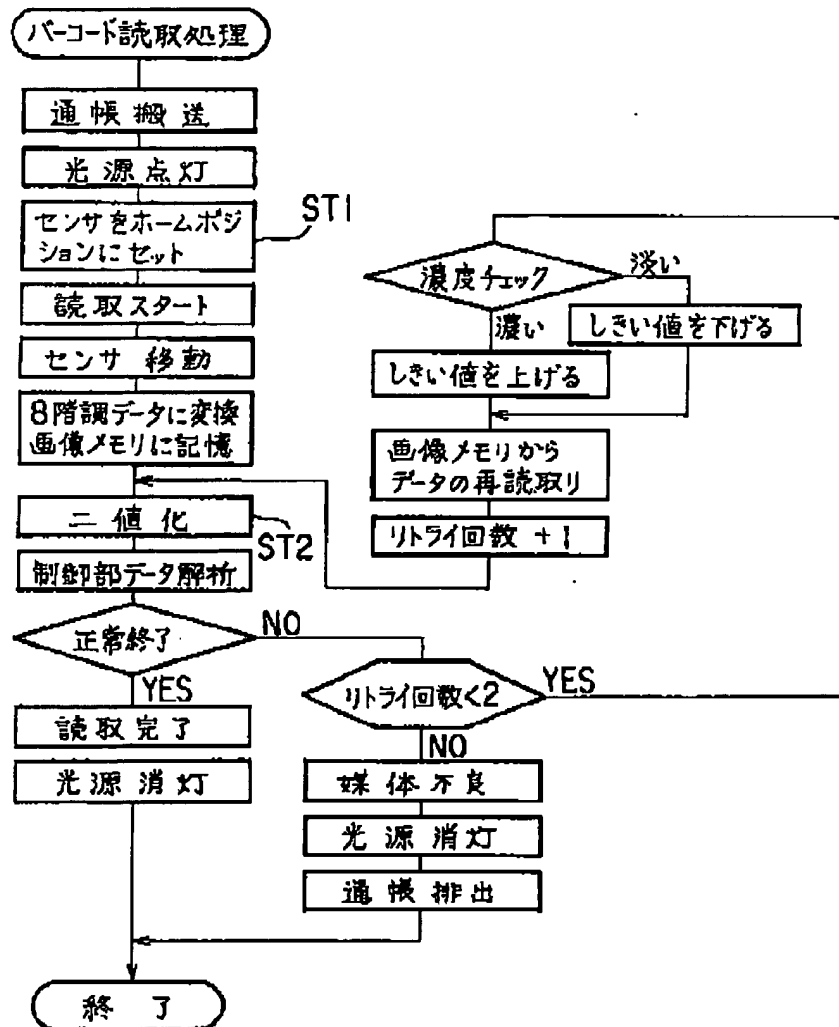 バーコード読取処理
通帳搬送
光源点灯
センサをホームポジ
ションにセット
ST1
読取スタート
センサ移動
8階調データに変換
画像メモリに記憶
二値化
ST2
制御部データ解析
正常終了
NO
YES
読取完了
光源消灯
濃度チェック
淡い
濃い
しきい値を下げる
しきい値を上げる
画像メモリから
データの再読取り
リトライ回数 +1
リトライ回数<2
YES
NO
媒体不良
光源消灯
通帳排出
終了